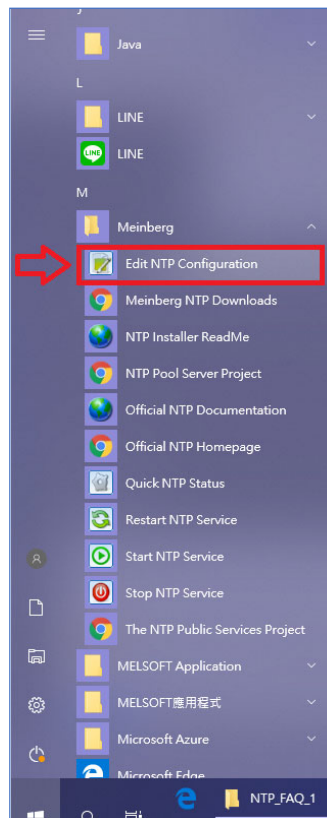 Java
L
LINE
LINE
LINE
M
Meinberg
Edit NTP Configuration
Meinberg NTP Downloads
NTP Installer ReadMe
NTP Pool Server Project
Official NTP Documentation
Official NTP Homepage
Quick NTP Status
Restart NTP Service
Start NTP Service
Stop NTP Service
The NTP Public Services Project
MELSOFT Application
MELSOFT應用程式
Microsoft Azure
Microsoft Edge
NTP_FAQ_1